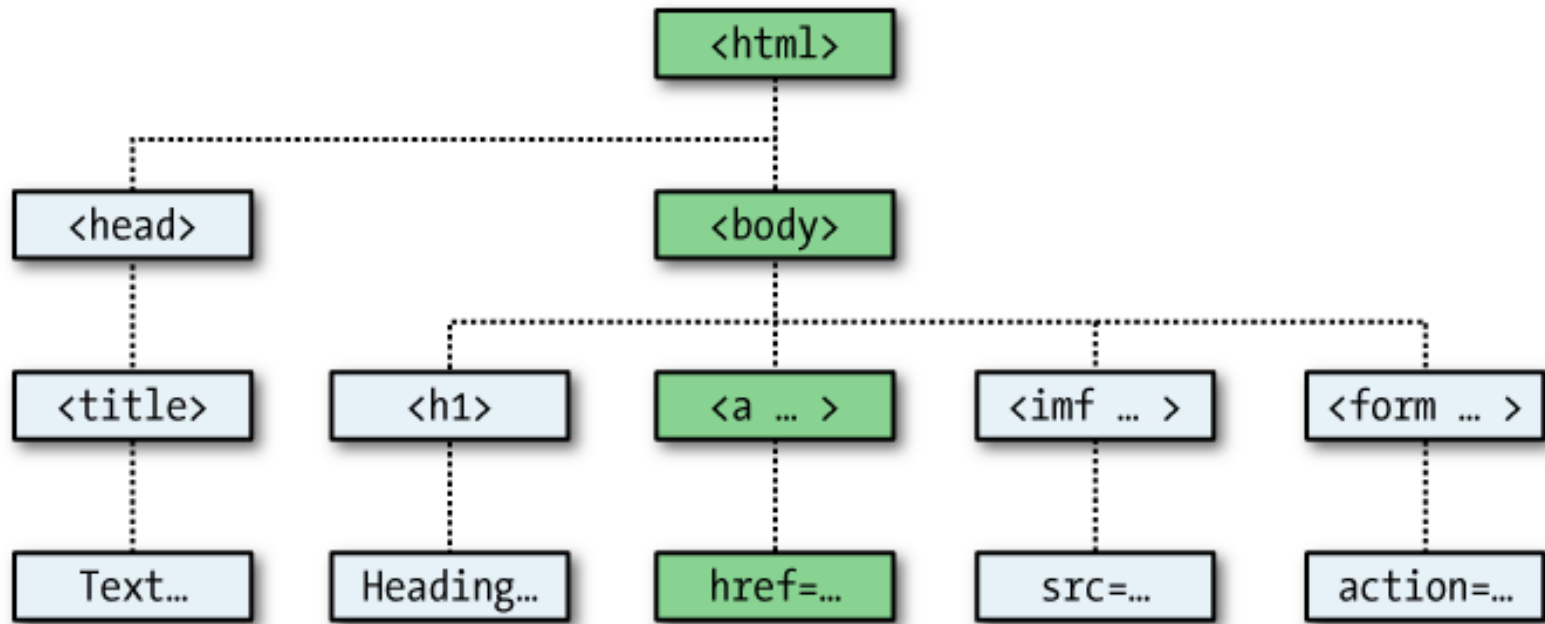 <html>
<head>
<body>
<title>
<h1>
<a … >
<imf … >
<form … >
Text…
Heading…
href=…
src=…
action=…